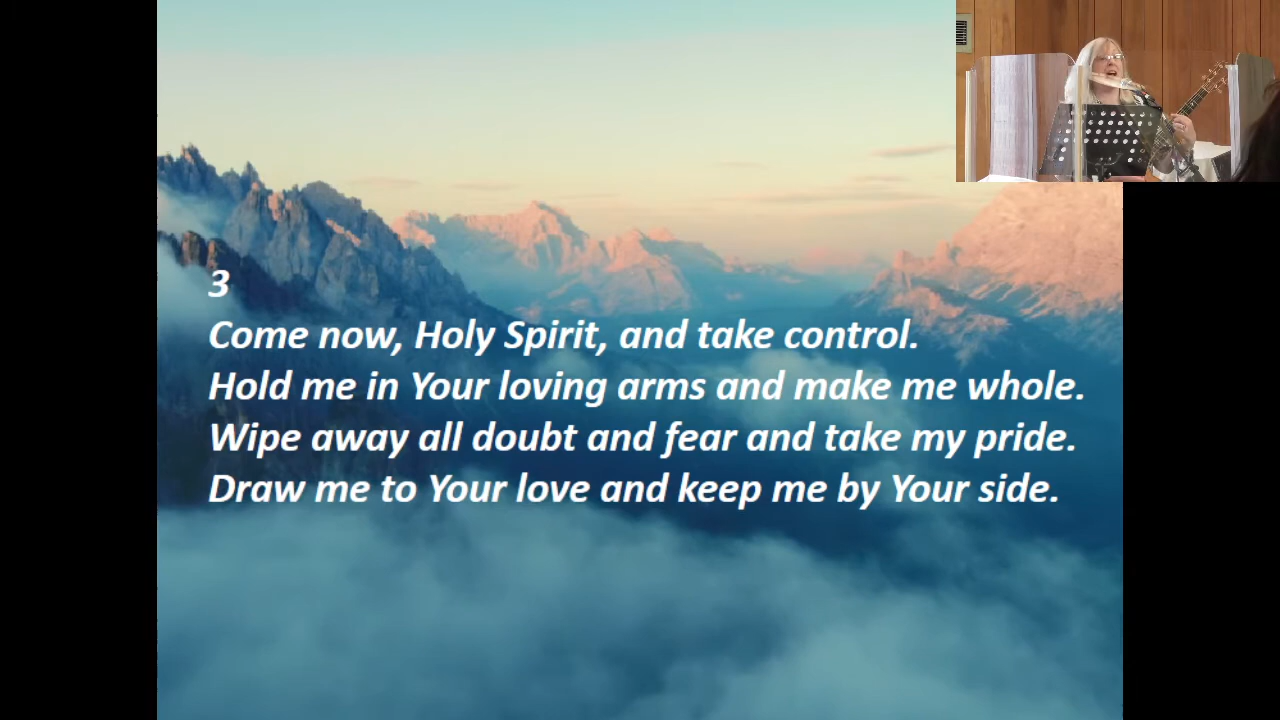 3
Come now, Holy Spirit, and take control.
Hold me in Your loving arms and make me whole.
Wipe away all doubt and fear and take my pride.
Draw me to Your love and keep me by Your side.